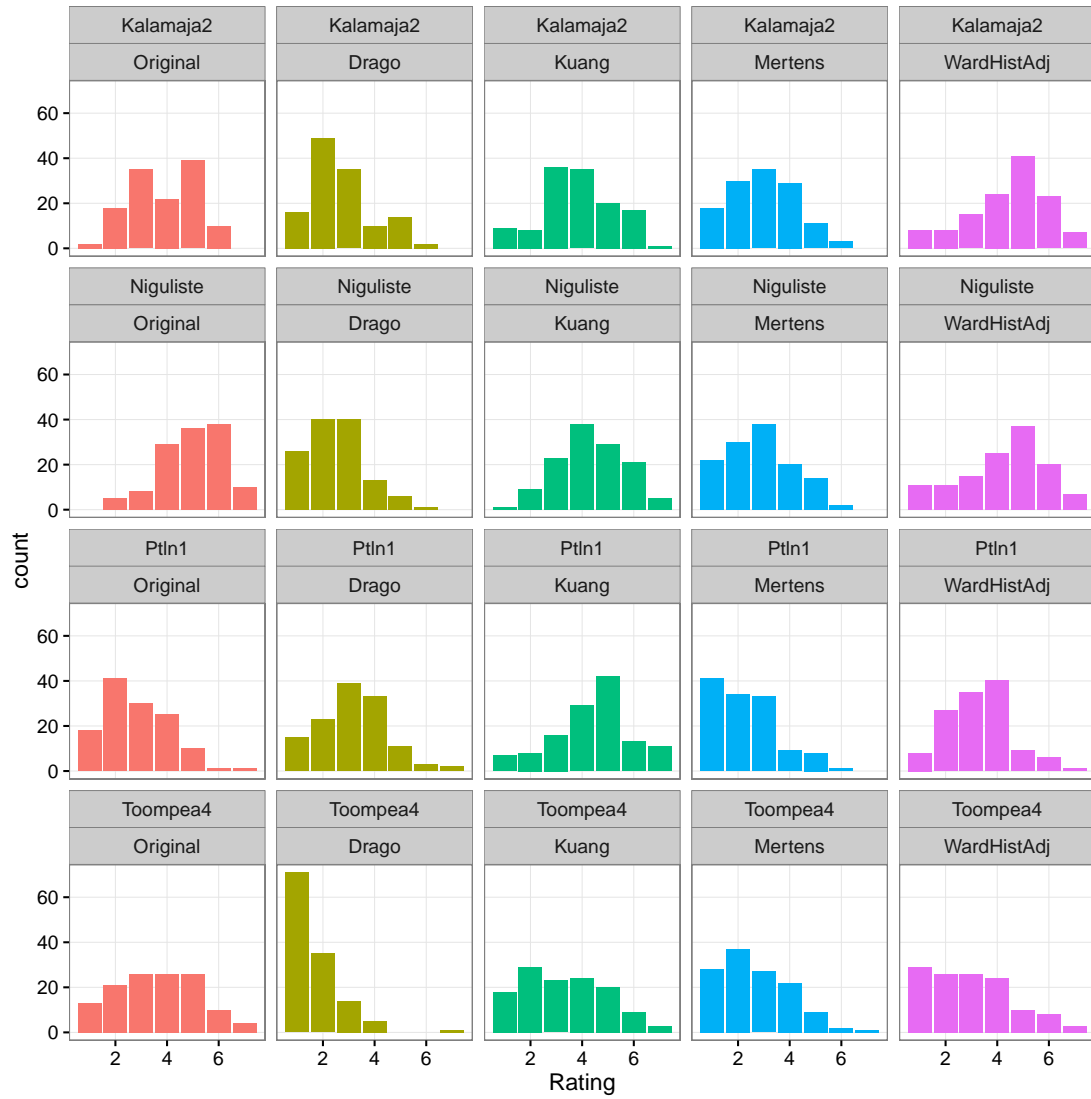 Kalamaja2 Kalamaja2 Kalamaja2 Kalamaja2 Kalamaja2
Original Drago Kuang Mertens WardHistAdj
60
40
20
0
Niguliste Niguliste Niguliste Niguliste Niguliste
Original Drago Kuang Mertens WardHistAdj
60
40
20
0
count
Ptln1 Ptln1 Ptln1 Ptln1 Ptln1
Original Drago Kuang Mertens WardHistAdj
60
40
20
0
Toompea4 Toompea4 Toompea4 Toompea4 Toompea4
Original Drago Kuang Mertens WardHistAdj
60
40
20
0
2 4 6 2 4 6 2 4 6 2 4 6 2 4 6
Rating